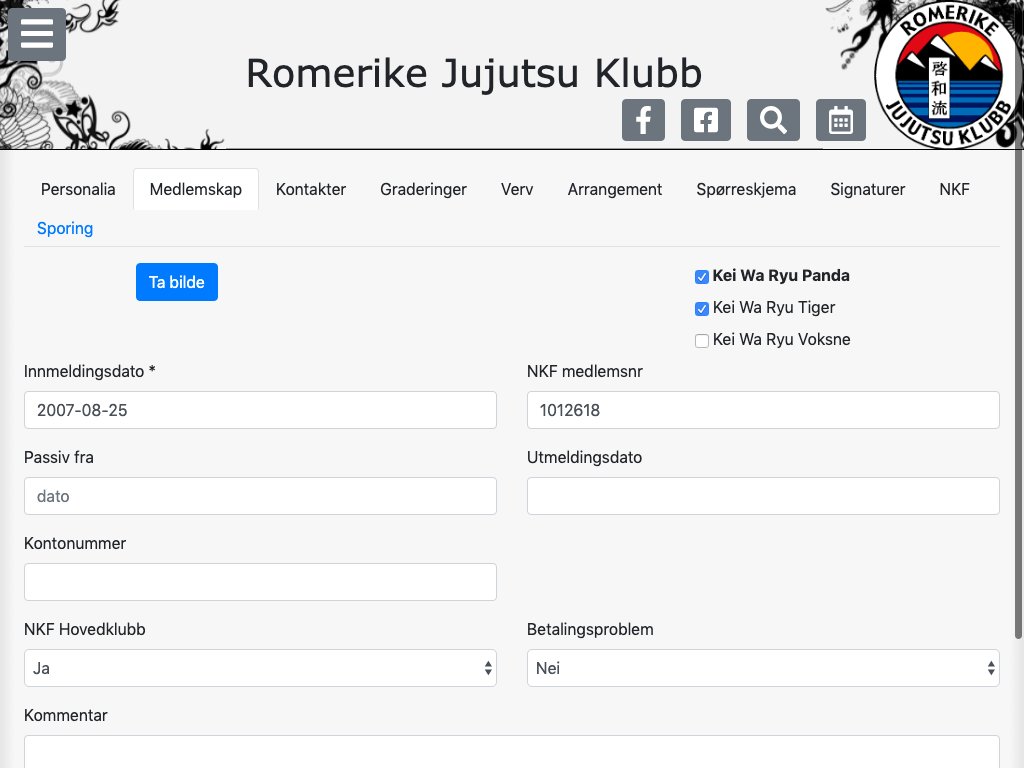 Romerike Jujutsu Klubb
ROMERIKE
啓和流
JUJUTSU KLUBB
Personalia Medlemskap Kontakter Graderinger Verv Arrangement Spørreskjema Signaturer NKF
Sporing
Ta bilde
Kei Wa Ryu Panda
Kei Wa Ryu Tiger
Kei Wa Ryu Voksne
Innmeldingsdato * NKF medlemsnr
2007-08-25 1012618
Passiv fra Utmeldingsdato
dato
Kontonummer
NKF Hovedklubb Betalingsproblem
Ja Nei
Kommentar